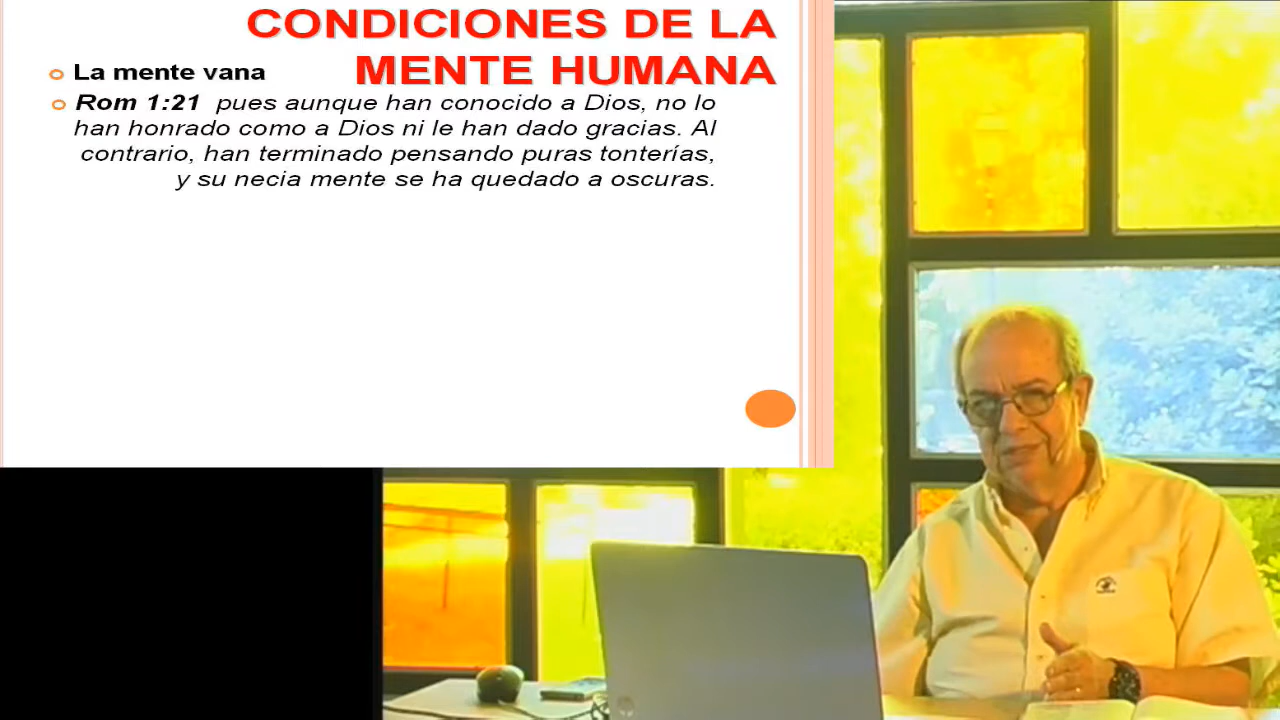 CONDICIONES DE LA
MENTE HUMANA
La mente vana
Rom 1:21 pues aunque han conocido a Dios, no lo
han honrado como a Dios ni le han dado gracias. Al
contrario, han terminado pensando puras tonterías,
y su necia mente se ha quedado a oscuras.